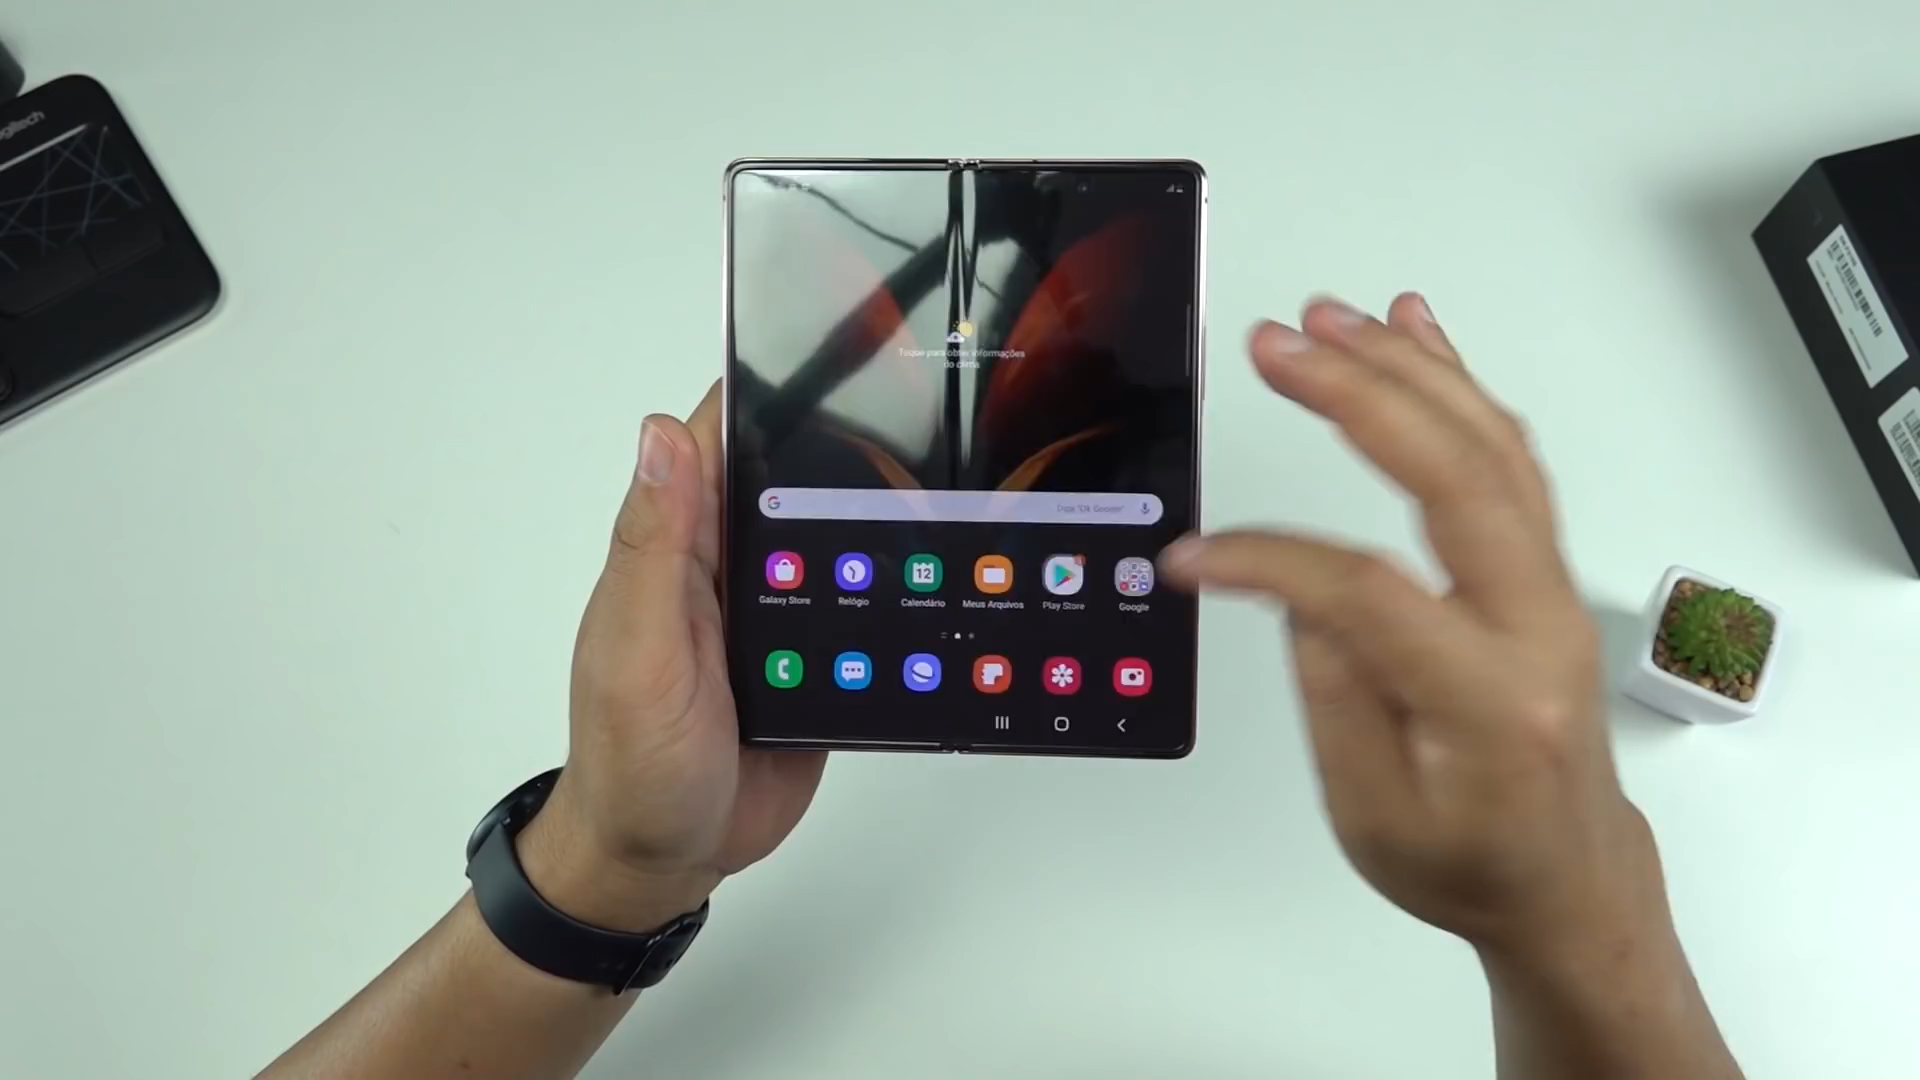 Toque para obter informações
do clima
Diga "Ok Google"
12
Galaxy Store
Relógio
Calendário
Meus Arquivos
Play Store
Google